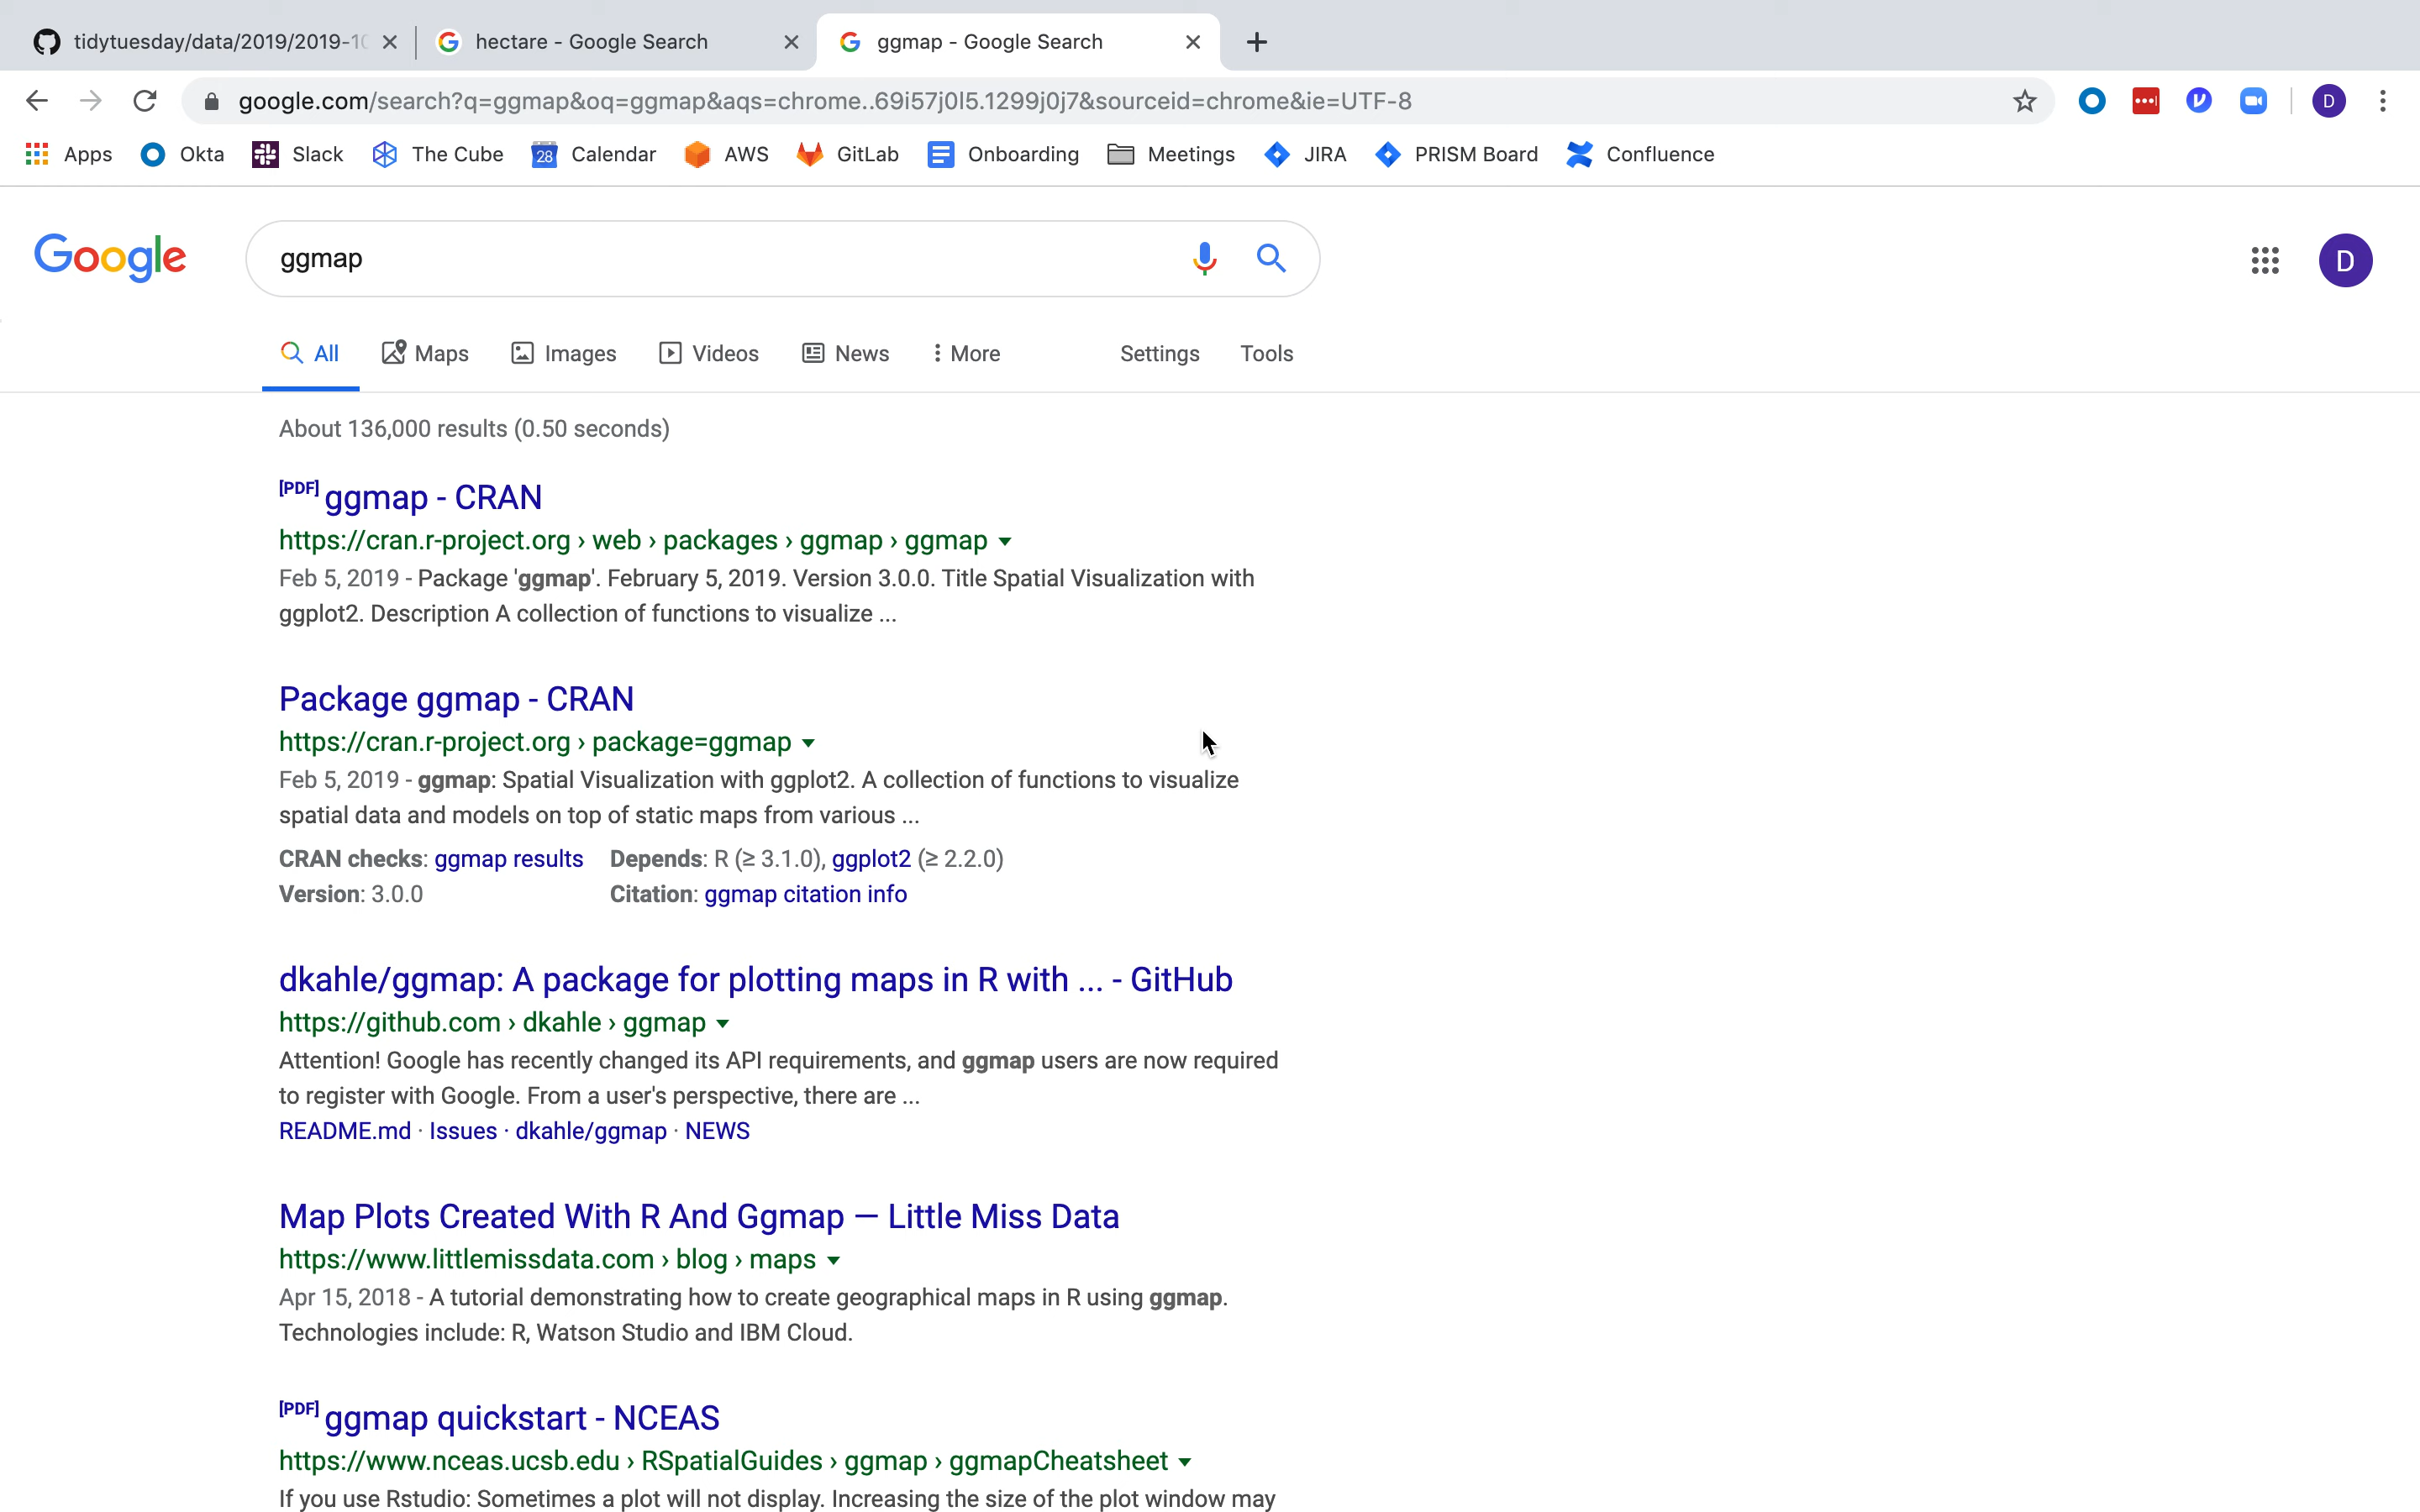 tidytuesday/data/2019/2019-10
hectare - Google Search
ggmap - Google Search
google.com/search?q=ggmap&oq=ggmap&aqs=chrome..69i57j0l5.1299j0j7&sourceid=chrome&ie=UTF-8
D
Apps
Okta
Slack
The Cube
28
Calendar
AWS
GitLab
Onboarding
Meetings
JIRA
PRISM Board
Confluence
Google
ggmap
D
All
Maps
Images
Videos
News
More
Settings
Tools
About 136,000 results (0.50 seconds)
[PDF] ggmap - CRAN
https://cran.r-project.org › web › packages › ggmap › ggmap
Feb 5, 2019 - Package 'ggmap'. February 5, 2019. Version 3.0.0. Title Spatial Visualization with
ggplot2. Description A collection of functions to visualize ...
Package ggmap - CRAN
https://cran.r-project.org › package=ggmap
Feb 5, 2019 - ggmap: Spatial Visualization with ggplot2. A collection of functions to visualize
spatial data and models on top of static maps from various ...
CRAN checks: ggmap results Depends: R (≥ 3.1.0), ggplot2 (≥ 2.2.0)
Version: 3.0.0 Citation: ggmap citation info
dkahle/ggmap: A package for plotting maps in R with ... - GitHub
https://github.com › dkahle › ggmap
Attention! Google has recently changed its API requirements, and ggmap users are now required
to register with Google. From a user's perspective, there are ...
README.md · Issues · dkahle/ggmap · NEWS
Map Plots Created With R And Ggmap — Little Miss Data
https://www.littlemissdata.com › blog › maps
Apr 15, 2018 - A tutorial demonstrating how to create geographical maps in R using ggmap.
Technologies include: R, Watson Studio and IBM Cloud.
[PDF] ggmap quickstart - NCEAS
https://www.nceas.ucsb.edu › RSpatialGuides › ggmap › ggmapCheatsheet
If you use Rstudio: Sometimes a plot will not display. Increasing the size of the plot window may